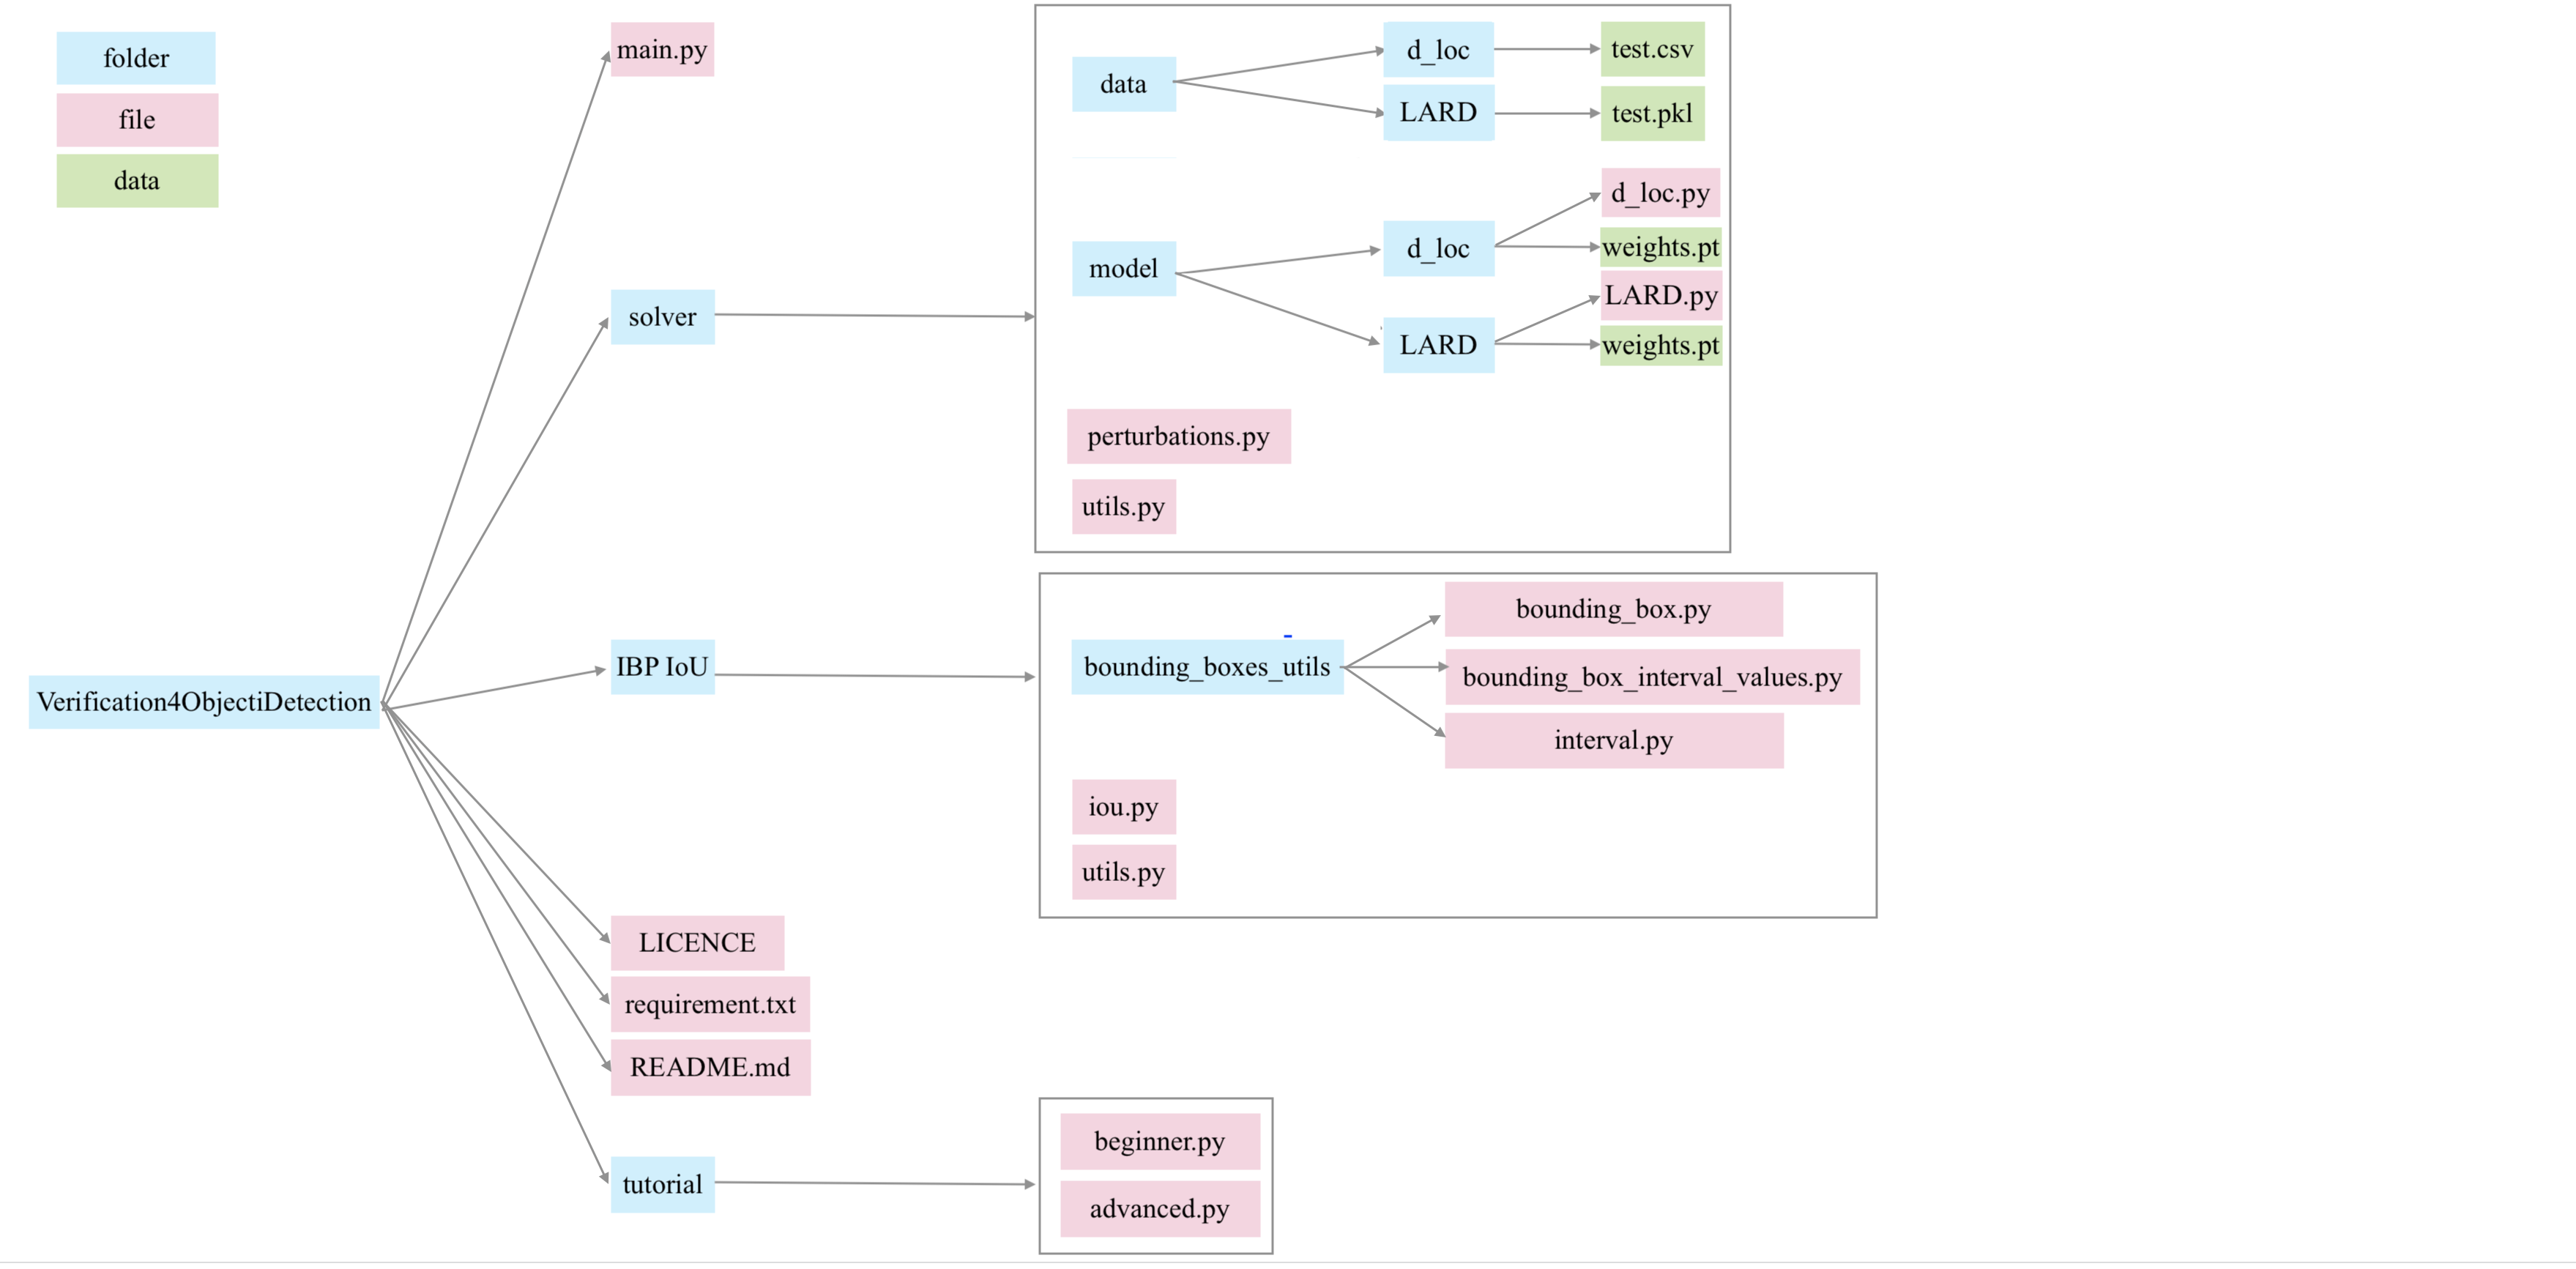 folder
file
data
Verification4ObjectiDetection
main.py
solver
IBP IoU
LICENCE
requirement.txt
README.md
tutorial
data
d_loc
test.csv
LARD
test.pkl
model
d_loc
d_loc.py
weights.pt
LARD
LARD.py
weights.pt
perturbations.py
utils.py
bounding_boxes_utils
bounding_box.py
bounding_box_interval_values.py
interval.py
iou.py
utils.py
beginner.py
advanced.py